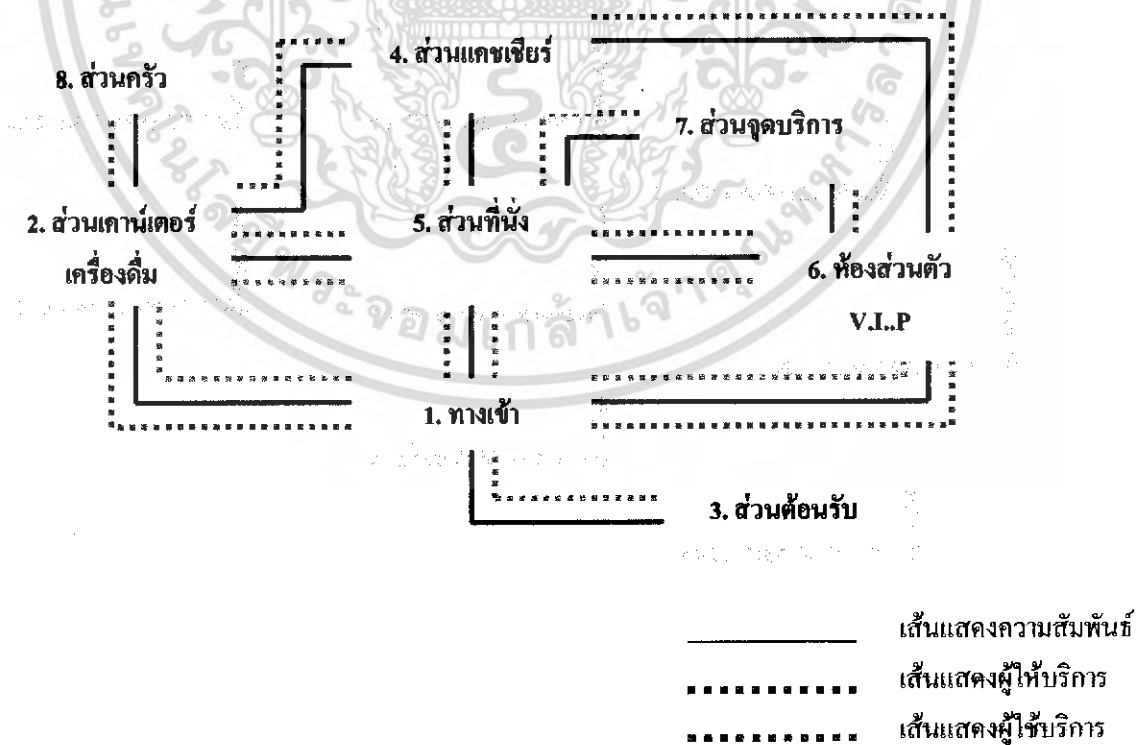 4. ส่วนแคชเชียร์
8. ส่วนครัว
7. ส่วนจุดบริการ
2. ส่วนเคาน์เตอร์
เครื่องดื่ม
5. ส่วนที่นั่ง
6. ห้องส่วนตัว
V.I..P
1. ทางเข้า
3. ส่วนต้อนรับ
เส้นแสดงความสัมพันธ์
เส้นแสดงผู้ให้บริการ
เส้นแสดงผู้ใช้บริการ